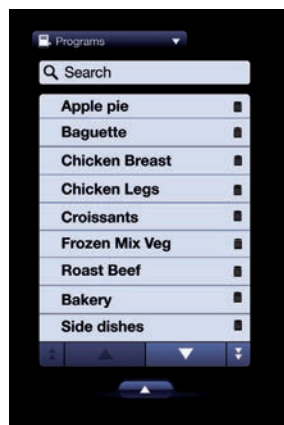 Programs
Search
Apple pie
Baguette
Chicken Breast
Chicken Legs
Croissants
Frozen Mix Veg
Roast Beef
Bakery
Side dishes